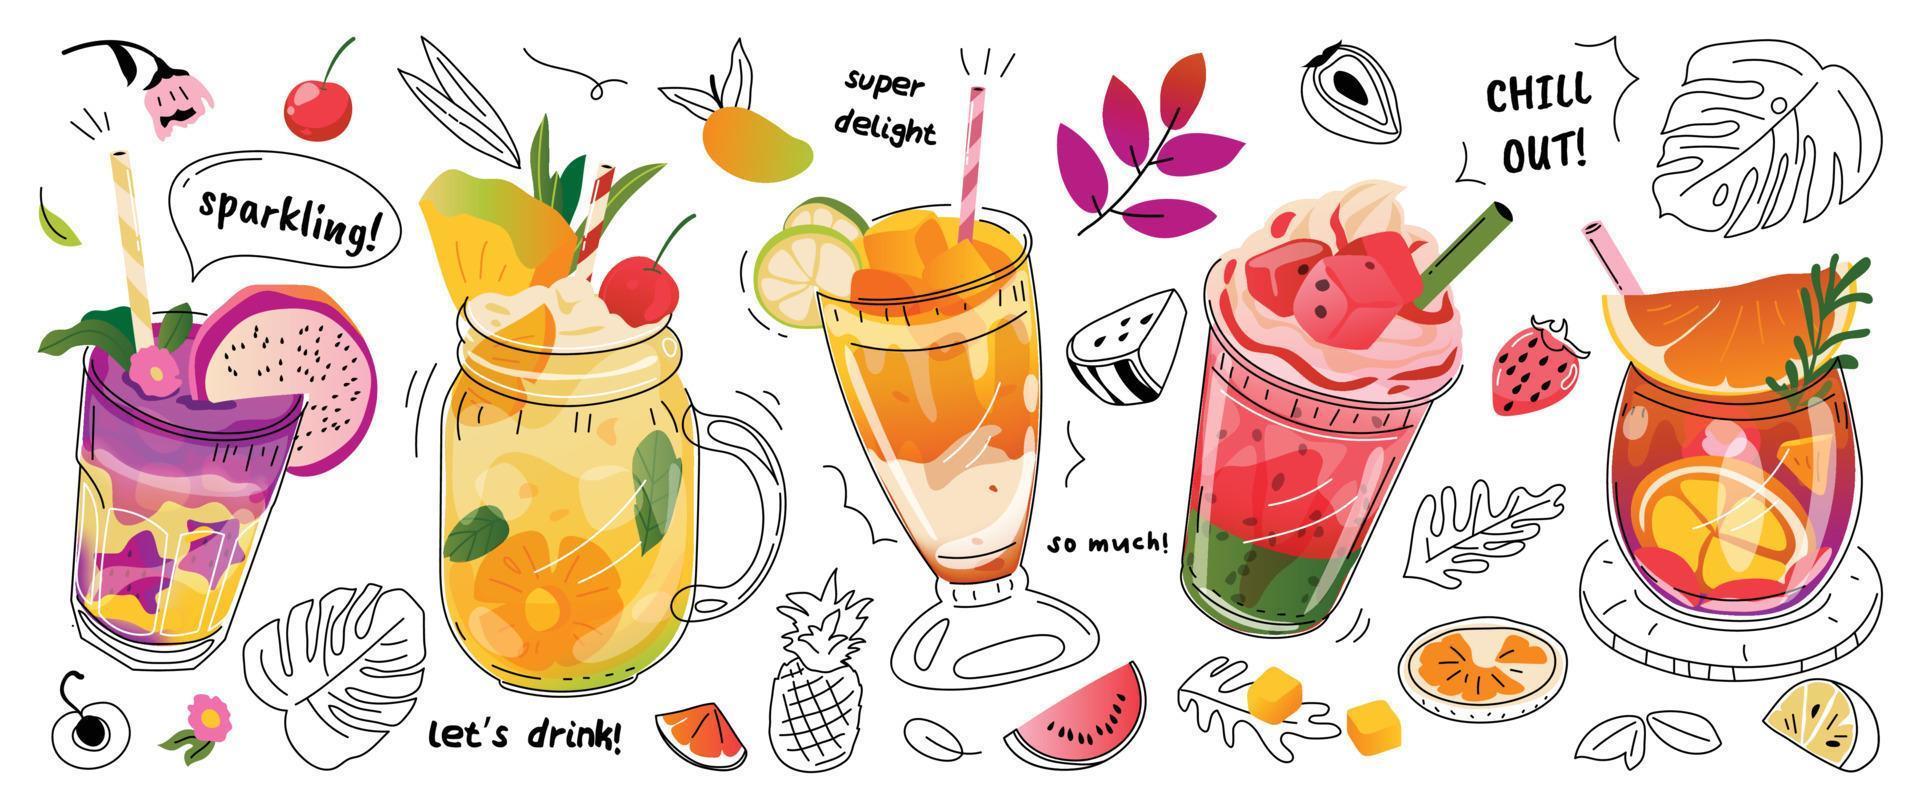 sparkling!
super
delight
CHILL
OUT!
so much!
let's drink!